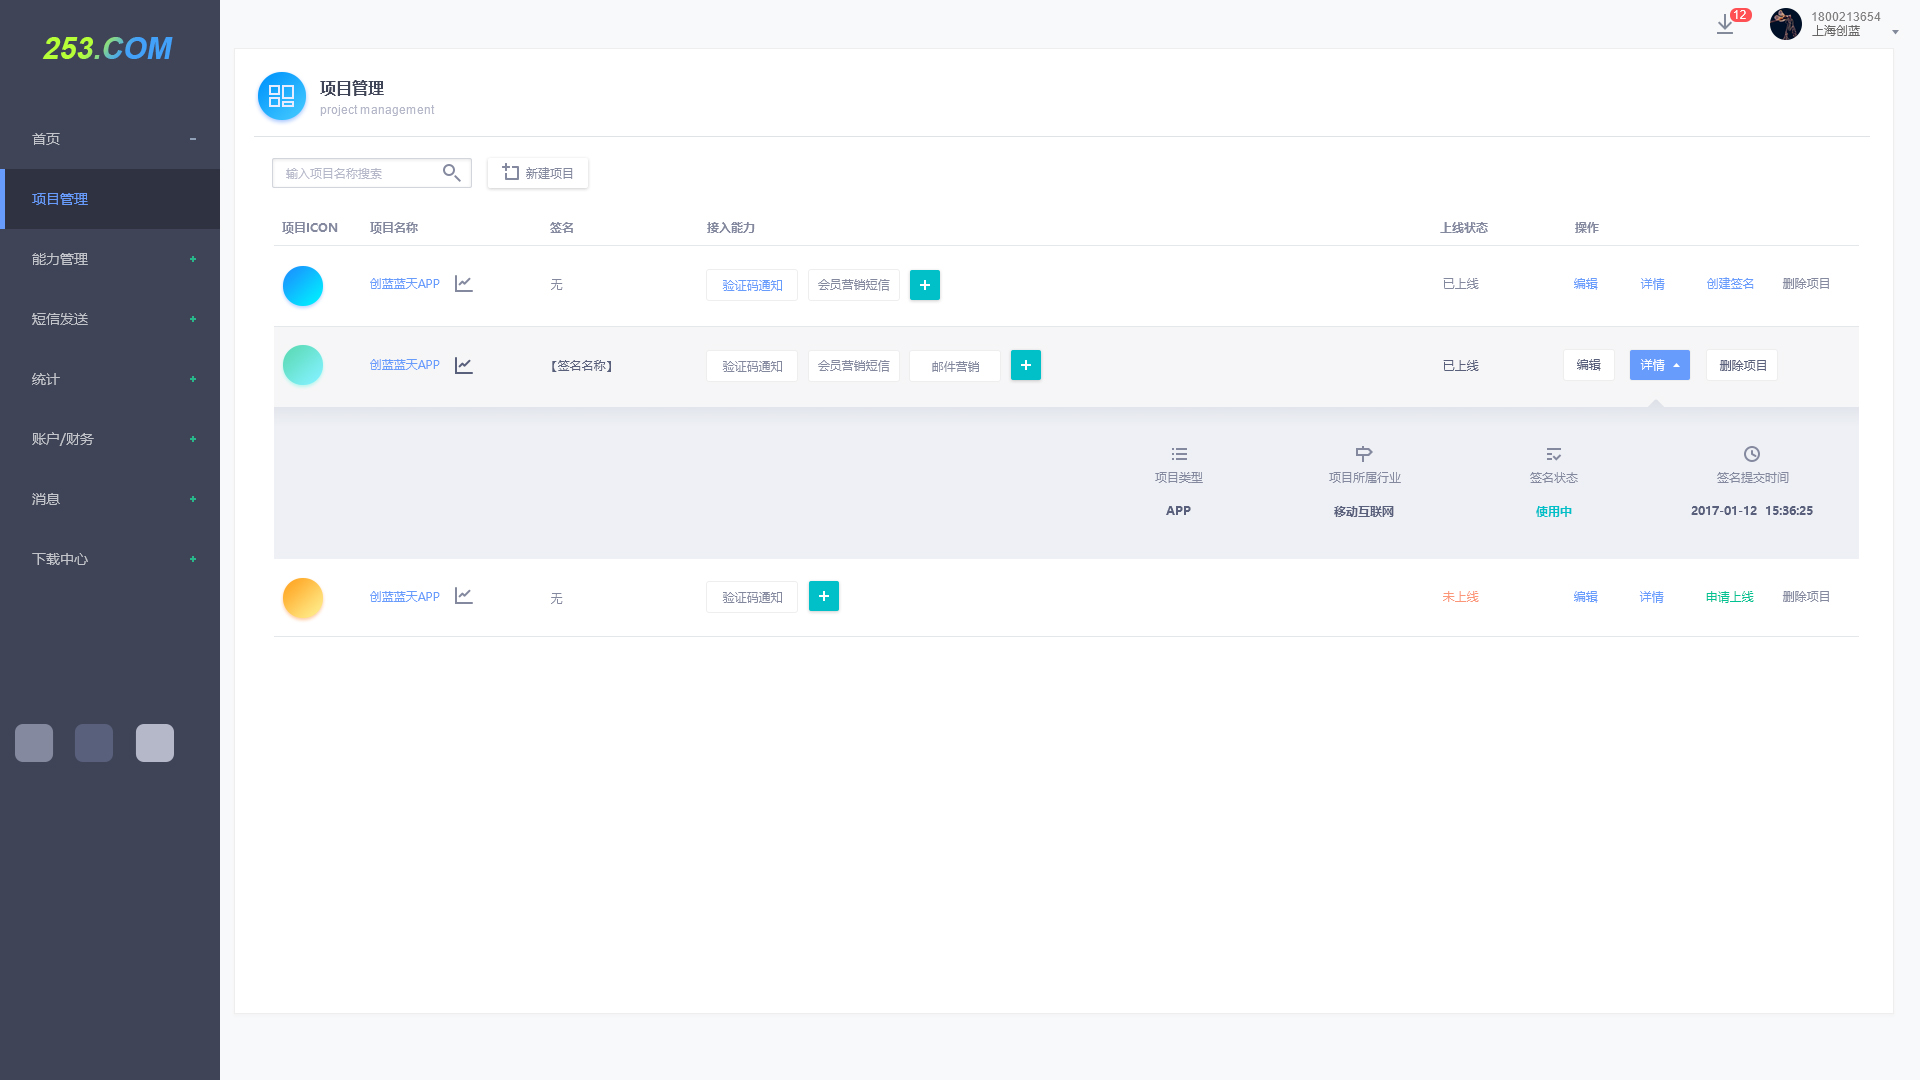 253.COM
12
1800213654
上海创蓝
首页
项目管理
能力管理
短信发送
统计
账户/财务
消息
下载中心
项目管理
project management
输入项目名称搜索
新建项目
项目ICON 项目名称 签名 接入能力 上线状态 操作
创蓝蓝天APP 无 验证码通知 会员营销短信 + 已上线 编辑 详情 创建签名 删除项目
创蓝蓝天APP 【签名名称】 验证码通知 会员营销短信 邮件营销 + 已上线 编辑 详情 删除项目
项目类型 项目所属行业 签名状态 签名提交时间
APP 移动互联网 使用中 2017-01-12 15:36:25
创蓝蓝天APP 无 验证码通知 + 未上线 编辑 详情 申请上线 删除项目